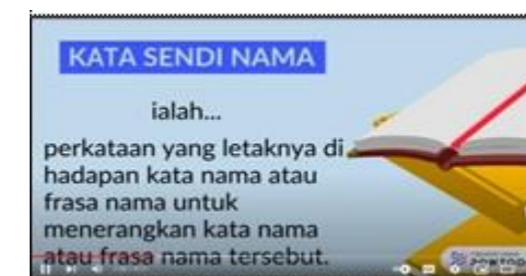 KATA SENDI NAMA
ialah...
perkataan yang letaknya di
hadapan kata nama atau
frasa nama untuk
menerangkan kata nama
atau frasa nama tersebut.